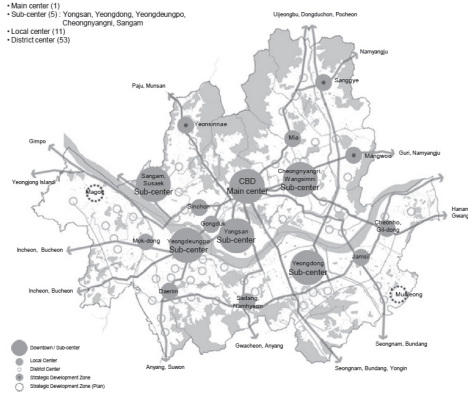 • Main center (1)
• Sub-center (5) : Yongsan, Yeongdong, Yeongdeungpo,
Cheongnyangni, Sangam
• Local center (11)
• District center (53)
Uijeongbu, Dongduchon, Pocheon
Namyangju
Sanggye
Paju, Munsan
Yeonsinnae
Mia
Gimpo
Mangwoo
Guri, Namyangju
Cheongnyangri
Wangsimni
Sub-center
Sangam,
Susaek
Sub-center
CBD
Main center
Yeongjong Island
Magok
Hanam
Gwang
Sinchon
Cheonho,
Gil-dong
Gongduk
Yongsan
Sub-center
Mok-dong
Yeongdeungpo
Sub-center
Incheon, Bucheon
Jamsil
Yeongdong
Sub-center
Incheon, Bucheon
Daerim
Munjeong
Sadang,
Namhyeon
Gwacheon, Anyang
Seongnam, Bundang
Anyang, Suwon
Seongnam, Bundang, Yongin
Downtown / Sub-center
Local Center
District Center
Strategic Development Zone
Strategic Development Zone (Plan)